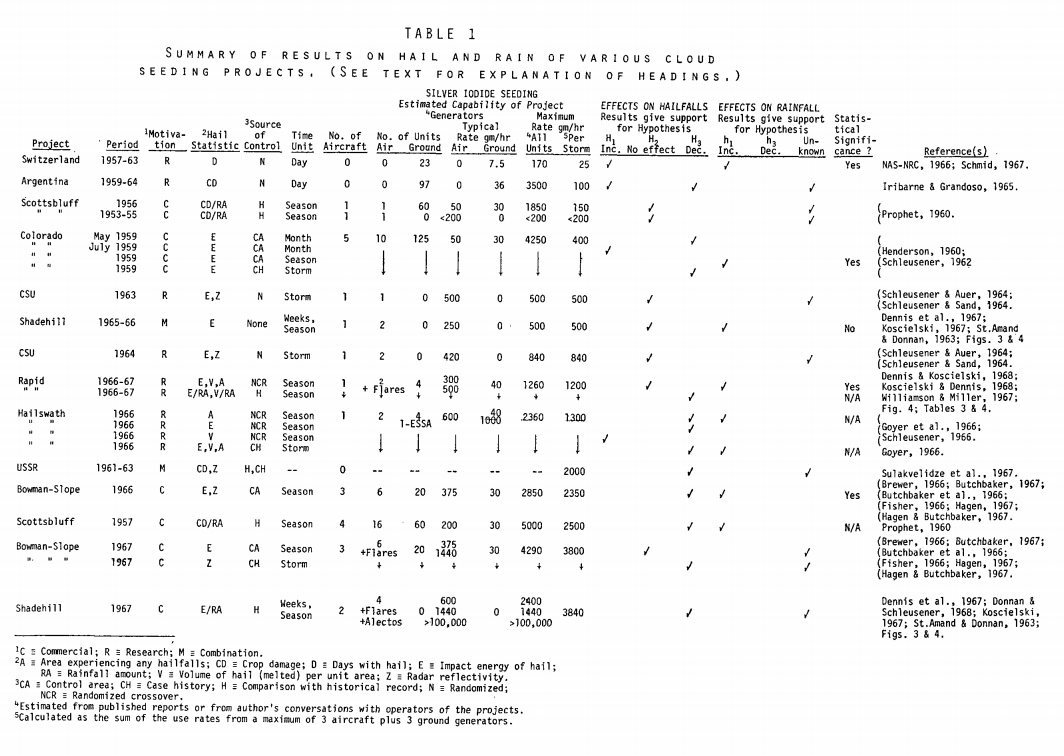 TABLE 1
SUMMARY OF RESULTS ON HAIL AND RAIN OF VARIOUS CLOUD
SEEDING PROJECTS. (SEE TEXT FOR EXPLANATION OF HEADINGS.)
SILVER IODIDE SEEDING
Estimated Capability of Project EFFECTS ON HAILFALLS EFFECTS ON RAINFALL
⁴Generators Maximum Results give support Results give support Statis-
³Source Typical Rate gm/hr for Hypothesis for Hypothesis tical
¹Motiva- ²Hail of Time No. of No. of Units Rate gm/hr ⁴All ⁵Per H₁ H₂ H₃ h₁ h₃ Un- Signifi-
Project Period tion Statistic Control Unit Aircraft Air Ground Air Ground Units Storm Inc. No effect Dec. Inc. Dec. known cance ? Reference(s)
Switzerland 1957-63 R D N Day 0 0 23 0 7.5 170 25 ✓ ✓ Yes NAS-NRC, 1966; Schmid, 1967.
Argentina 1959-64 R CD N Day 0 0 97 0 36 3500 100 ✓ ✓ ✓ Iribarne & Grandoso, 1965.
Scottsbluff 1956 C CD/RA H Season 1 1 60 50 30 1850 150 ✓ ✓ (Prophet, 1960.
" " 1953-55 C CD/RA H Season 1 1 0 <200 0 <200 <200 ✓ ✓
Colorado May 1959 C E CA Month 5 10 125 50 30 4250 400 ✓ (
" " July 1959 C E CA Month ✓ (Henderson, 1960;
" " 1959 C E CA Season ✓ Yes (Schleusener, 1962
" " 1959 C E CH Storm ↓ ↓ ↓ ↓ ↓ ↓ ✓ (
CSU 1963 R E,Z N Storm 1 1 0 500 0 500 500 ✓ ✓ (Schleusener & Auer, 1964;
(Schleusener & Sand, 1964.
Shadehill 1965-66 M E None Weeks, Season 1 2 0 250 0 500 500 ✓ ✓ No Dennis et al., 1967;
Koscielski, 1967; St.Amand
& Donnan, 1963; Figs. 3 & 4
CSU 1964 R E,Z N Storm 1 2 0 420 0 840 840 ✓ ✓ (Schleusener & Auer, 1964;
(Schleusener & Sand, 1964.
Rapid 1966-67 R E,V,A NCR Season 1 2 + Flares 4 300 500 40 1260 1200 ✓ ✓ Yes Dennis & Koscielski, 1968;
Koscielski & Dennis, 1968;
" " 1966-67 R E/RA,V/RA H Season ↓ ↓ ↓ ↓ ↓ ↓ ↓ ✓ N/A Williamson & Miller, 1967;
Fig. 4; Tables 3 & 4.
Hailswath 1966 R A NCR Season 1 2 4 1-ESSA 600 40 1000 2360 1300 ✓ ✓ N/A (
" " 1966 R E NCR Season ✓ (Goyer et al., 1966;
" " 1966 R V NCR Season ✓ (Schleusener, 1966.
" " 1966 R E,V,A CH Storm ↓ ↓ ↓ ↓ ↓ ↓ ✓ ✓ N/A Goyer, 1966.
USSR 1961-63 M CD,Z H,CH -- 0 -- -- -- -- -- 2000 ✓ ✓ Sulakvelidze et al., 1967.
Bowman-Slope 1966 C E,Z CA Season 3 6 20 375 30 2850 2350 ✓ ✓ Yes (Brewer, 1966; Butchbaker, 1967;
(Butchbaker et al., 1966;
(Fisher, 1966; Hagen, 1967;
(Hagen & Butchbaker, 1967.
Scottsbluff 1957 C CD/RA H Season 4 16 60 200 30 5000 2500 ✓ ✓ N/A Prophet, 1960
Bowman-Slope 1967 C E CA Season 3 6 +Flares 20 375 1440 30 4290 3800 ✓ ✓ (Brewer, 1966; Butchbaker, 1967;
(Butchbaker et al., 1966;
" " " 1967 C Z CH Storm ↓ ↓ ↓ ↓ ↓ ↓ ✓ ✓ (Fisher, 1966; Hagen, 1967;
(Hagen & Butchbaker, 1967.
Shadehill 1967 C E/RA H Weeks, Season 2 4 +Flares +Alectos 0 600 1440 >100,000 0 2400 1440 >100,000 3840 ✓ ✓ Dennis et al., 1967; Donnan &
Schleusener, 1968; Koscielski,
1967; St.Amand & Donnan, 1963;
Figs. 3 & 4.
¹C ≡ Commercial; R ≡ Research; M ≡ Combination.
²A ≡ Area experiencing any hailfalls; CD ≡ Crop damage; D ≡ Days with hail; E ≡ Impact energy of hail;
RA ≡ Rainfall amount; V ≡ Volume of hail (melted) per unit area; Z ≡ Radar reflectivity.
³CA ≡ Control area; CH ≡ Case history; H ≡ Comparison with historical record; N ≡ Randomized;
NCR ≡ Randomized crossover.
⁴Estimated from published reports or from author's conversations with operators of the projects.
⁵Calculated as the sum of the use rates from a maximum of 3 aircraft plus 3 ground generators.